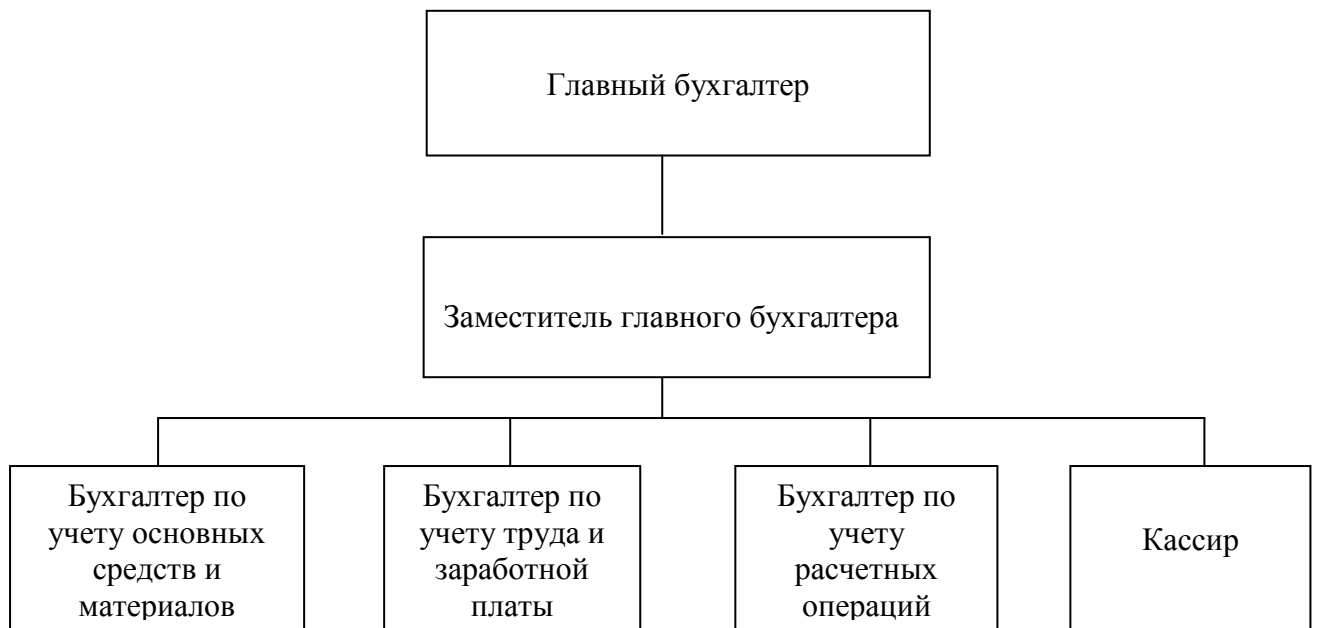 Главный бухгалтер
Заместитель главного бухгалтера
Бухгалтер по
учету основных
средств и
материалов
Бухгалтер по
учету труда и
заработной
платы
Бухгалтер по
учету
расчетных
операций
Кассир